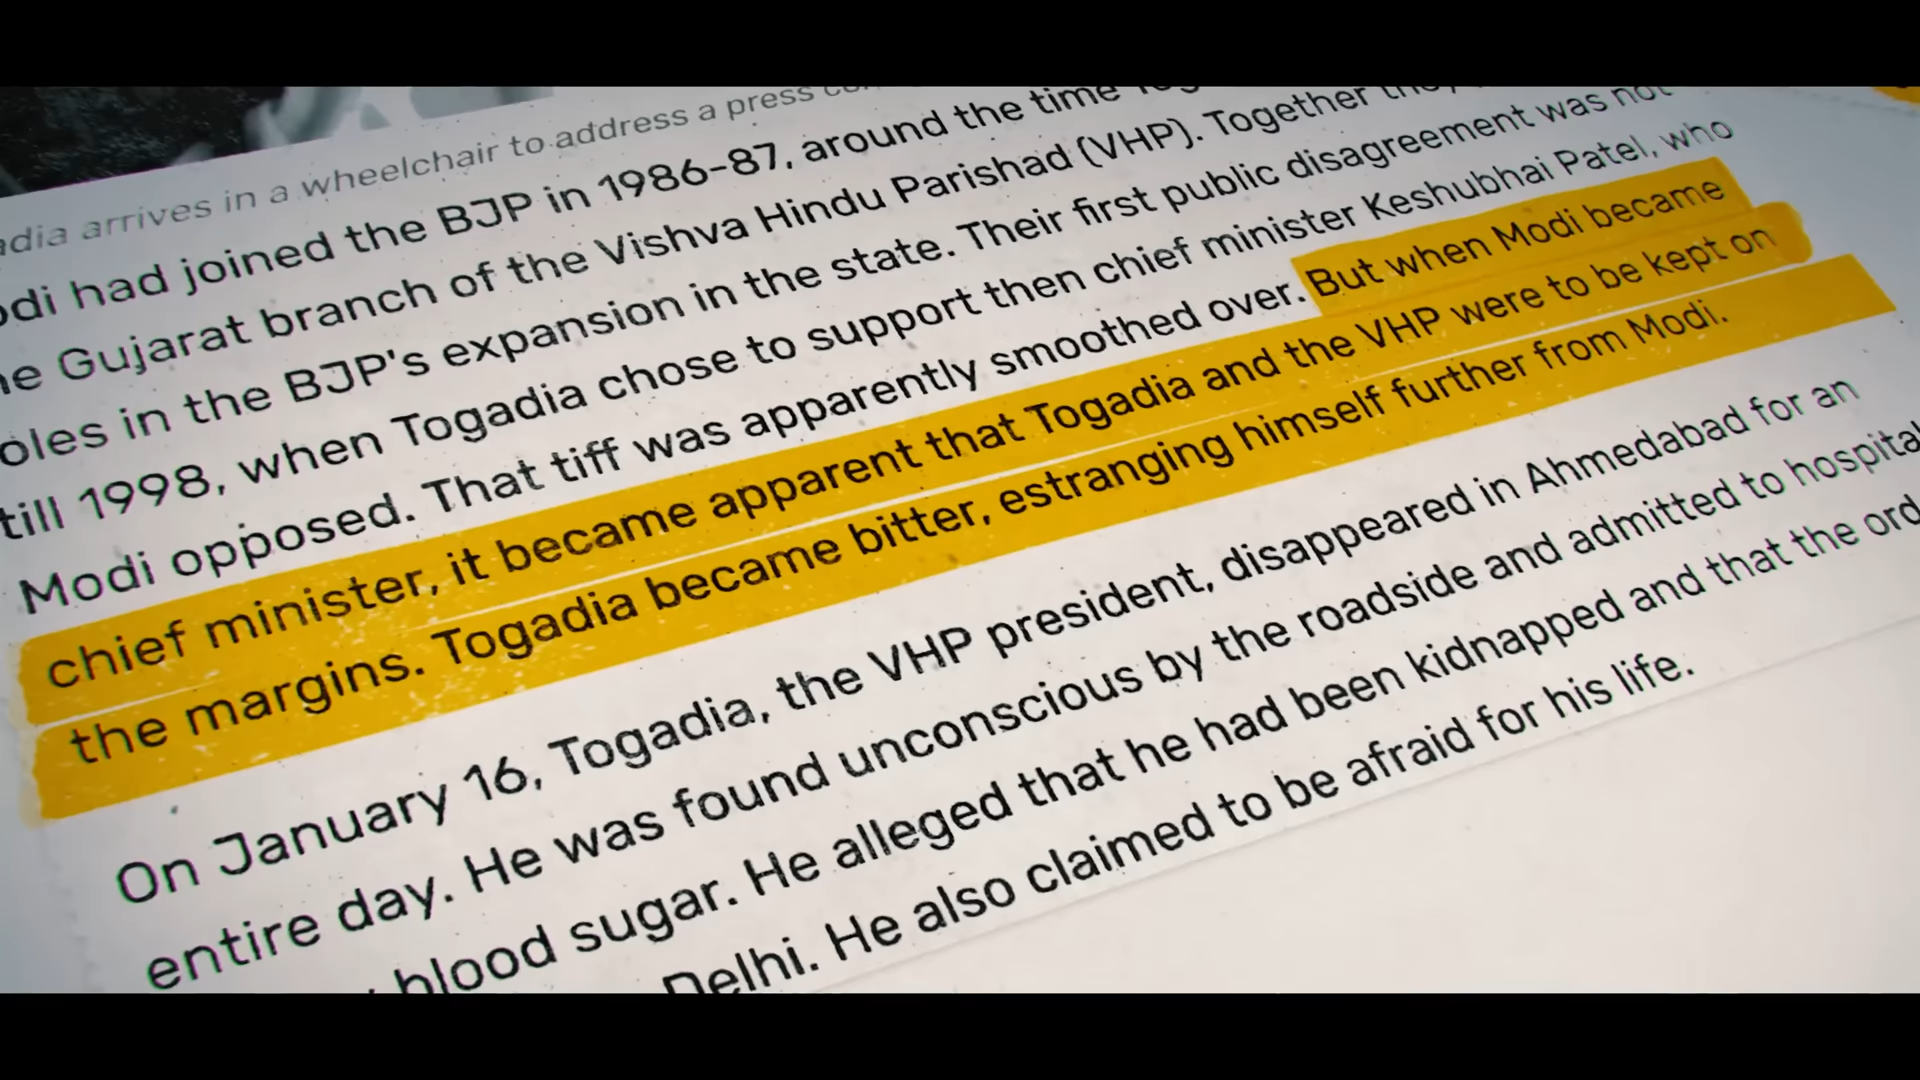 arrives in a wheelchair to address a press
had joined the BJP in 1986-87, around the time
Gujarat branch of the Vishva Hindu Parishad (VHP). Together
in the BJP's expansion in the state. Their first public disagreement was not
till 1998, when Togadia chose to support then chief minister Keshubhai Patel, who
Modi opposed. That tiff was apparently smoothed over. But when Modi became
chief minister, it became apparent that Togadia and the VHP were to be kept on
the margins. Togadia became bitter, estranging himself further from Modi.
On January 16, Togadia, the VHP president, disappeared in Ahmedabad for an
entire day. He was found unconscious by the roadside and admitted to hospital
blood sugar. He alleged that he had been kidnapped and that the
Delhi. He also claimed to be afraid for his life.